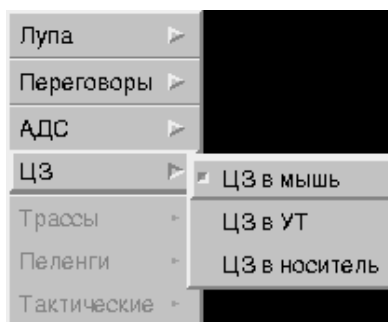 Лупа
Переговоры
АДС
ЦЗ
ЦЗ в мышь
Трассы
ЦЗ в УТ
Пеленги
ЦЗ в носитель
Тактические